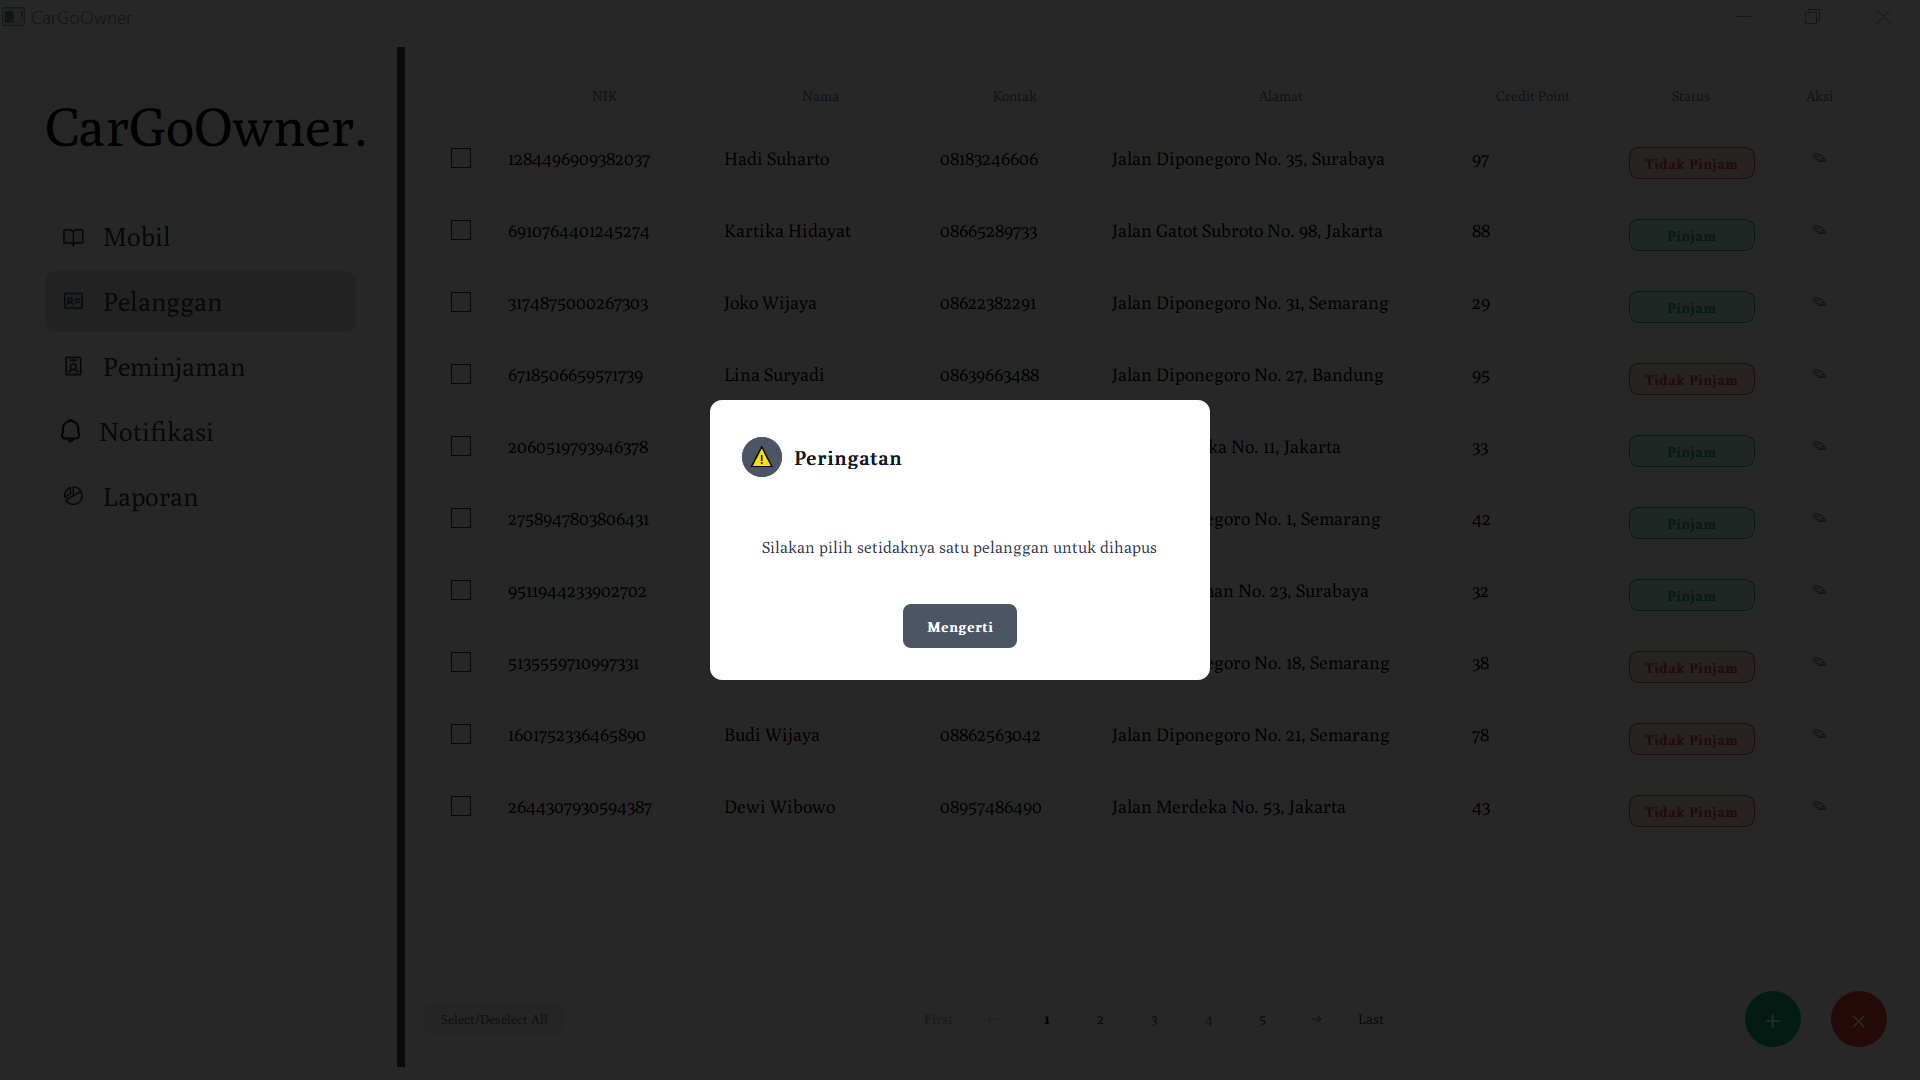 CarGoOwner
CarGoOwner.
Mobil
Pelanggan
Peminjaman
Notifikasi
Laporan
NIK Nama Kontak Alamat Credit Point Status Aksi
1284496909382037 Hadi Suharto 08183246606 Jalan Diponegoro No. 35, Surabaya 97 Tidak Pinjam
6910764401245274 Kartika Hidayat 08665289733 Jalan Gatot Subroto No. 98, Jakarta 88 Pinjam
3174875000267303 Joko Wijaya 08622382291 Jalan Diponegoro No. 31, Semarang 29 Pinjam
6718506659571739 Lina Suryadi 08639663488 Jalan Diponegoro No. 27, Bandung 95 Tidak Pinjam
2060519793946378 No. 11, Jakarta 33 Pinjam
2758947803806431 No. 1, Semarang 42 Pinjam
9511944233902702 No. 23, Surabaya 32 Pinjam
5135559710997331 No. 18, Semarang 38 Tidak Pinjam
1601752336465890 Budi Wijaya 08862563042 Jalan Diponegoro No. 21, Semarang 78 Tidak Pinjam
2644307930594387 Dewi Wibowo 08957486490 Jalan Merdeka No. 53, Jakarta 43 Tidak Pinjam
Peringatan
Silakan pilih setidaknya satu pelanggan untuk dihapus
Mengerti
Select/Deselect All
First ← 1 2 3 4 5 → Last